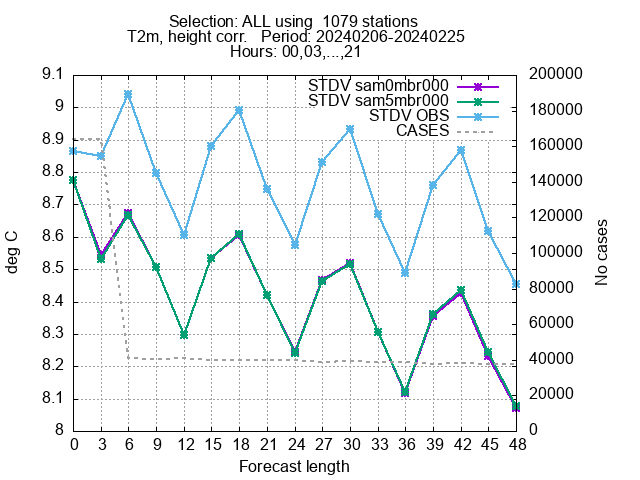 Selection: ALL using  1079 stations
T2m, height corr.   Period: 20240206-20240225
Hours: 00,03,...,21
STDV sam0mbr000
STDV sam5mbr000
STDV OBS
CASES
9.1
9
8.9
8.8
8.7
8.6
8.5
8.4
8.3
8.2
8.1
8
deg C
200000
180000
160000
140000
120000
100000
80000
60000
40000
20000
0
No cases
0 3 6 9 12 15 18 21 24 27 30 33 36 39 42 45 48
Forecast length